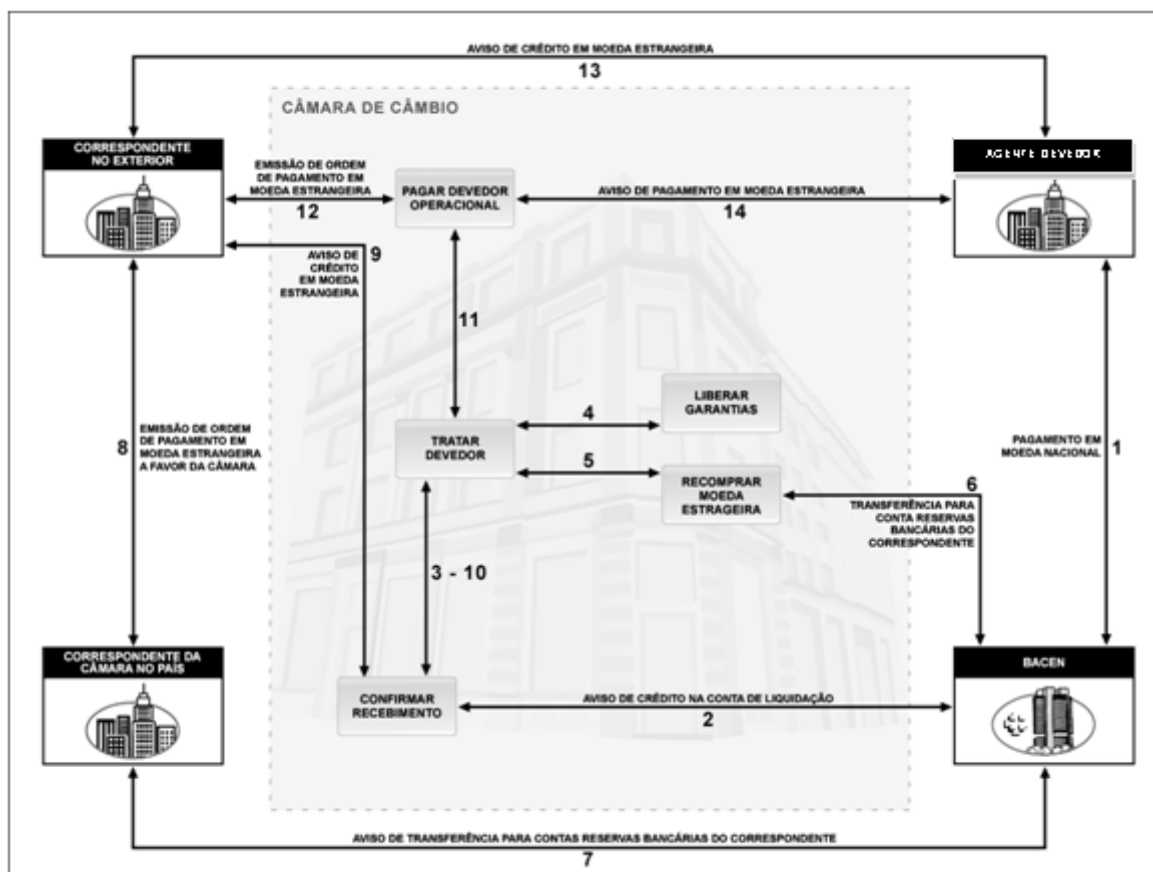 AVISO DE CRÉDITO EM MOEDA ESTRANGEIRA
13
CÂMARA DE CÂMBIO
CORRESPONDENTE
NO EXTERIOR
AGENTE DEVEDOR
EMISSÃO DE ORDEM
DE PAGAMENTO EM
MOEDA ESTRANGEIRA
12
PAGAR DEVEDOR
OPERACIONAL
AVISO DE PAGAMENTO EM MOEDA ESTRANGEIRA
14
9
AVISO DE
CRÉDITO
EM MOEDA
ESTRANGEIRA
11
LIBERAR
GARANTIAS
4
TRATAR
DEVEDOR
5
RECOMPRAR
MOEDA
ESTRAGEIRA
8
EMISSÃO DE ORDEM
DE PAGAMENTO EM
MOEDA ESTRANGEIRA
A FAVOR DA CÂMARA
PAGAMENTO EM
MOEDA NACIONAL
1
6
TRANSFERÊNCIA PARA
CONTA RESERVAS
BANCÁRIAS DO
CORRESPONDENTE
3 - 10
CORRESPONDENTE DA
CÂMARA NO PAÍS
BACEN
CONFIRMAR
RECEBIMENTO
AVISO DE CRÉDITO NA CONTA DE LIQUIDAÇÃO
2
AVISO DE TRANSFERÊNCIA PARA CONTAS RESERVAS BANCÁRIAS DO CORRESPONDENTE
7